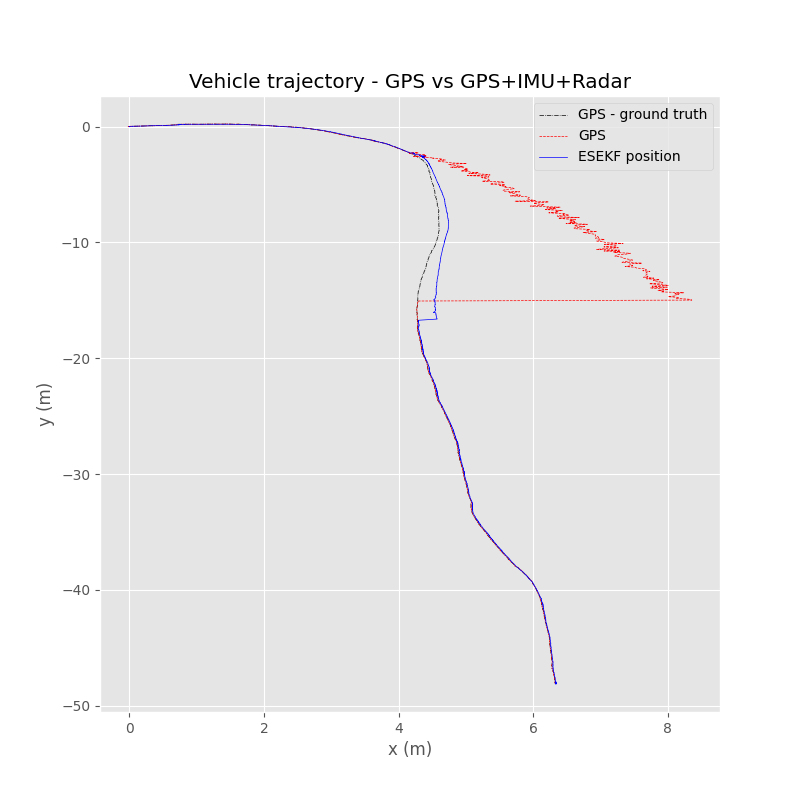 Vehicle trajectory - GPS vs GPS+IMU+Radar
GPS - ground truth
GPS
ESEKF position
0
−10
−20
−30
−40
−50
y (m)
0 2 4 6 8
x (m)